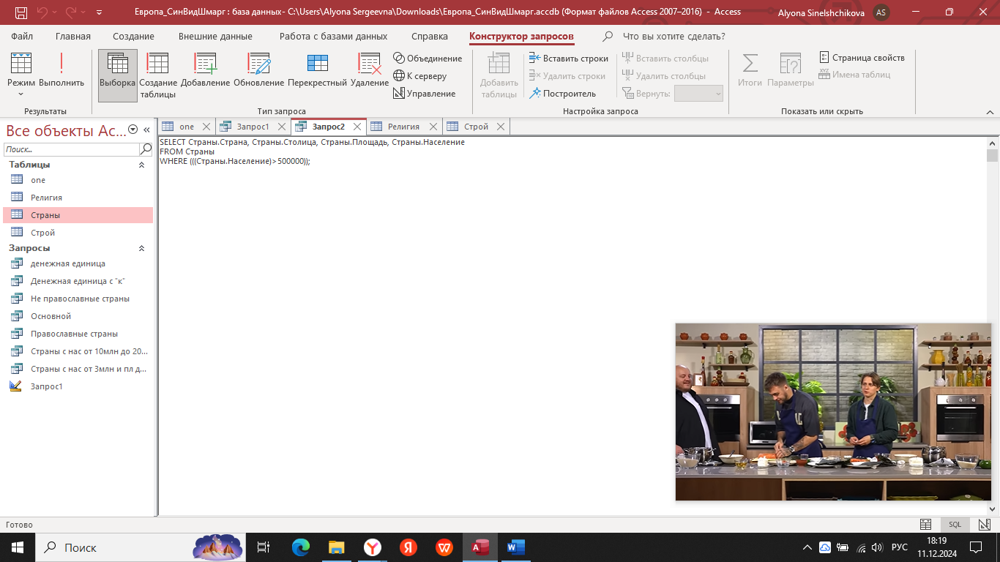 Европа_СинВидШмарг : база данных- C:\Users\Alyona Sergeevna\Downloads\Европа_СинВидШмарг.accdb (Формат файлов Access 2007–2016)  -  Access
Alyona Sinelshchikova
AS
Файл
Главная
Создание
Внешние данные
Работа с базами данных
Справка
Конструктор запросов
Что вы хотите сделать?
Режим
Выполнить
Результаты
Выборка
Создание таблицы
Добавление
Обновление
Перекрестный
Удаление
Объединение
К серверу
Управление
Тип запроса
Добавить таблицы
Вставить строки
Удалить строки
Построитель
Вставить столбцы
Удалить столбцы
Вернуть:
Настройка запроса
Итоги
Параметры
Страница свойств
Имена таблиц
Показать или скрыть
Все объекты Ac...
Поиск...
Таблицы
one
Религия
Страны
Строй
Запросы
денежная единица
Денежная единица с "к"
Не православные страны
Основной
Православные страны
Страны с нас от 10млн до 20...
Страны с нас от 3млн и пл д...
Запрос1
one
Запрос1
Запрос2
Религия
Строй
SELECT Страны.Страна, Страны.Столица, Страны.Площадь, Страны.Население
FROM Страны
WHERE (((Страны.Население)>500000));
Готово
SQL
Поиск
РУС
18:19
11.12.2024